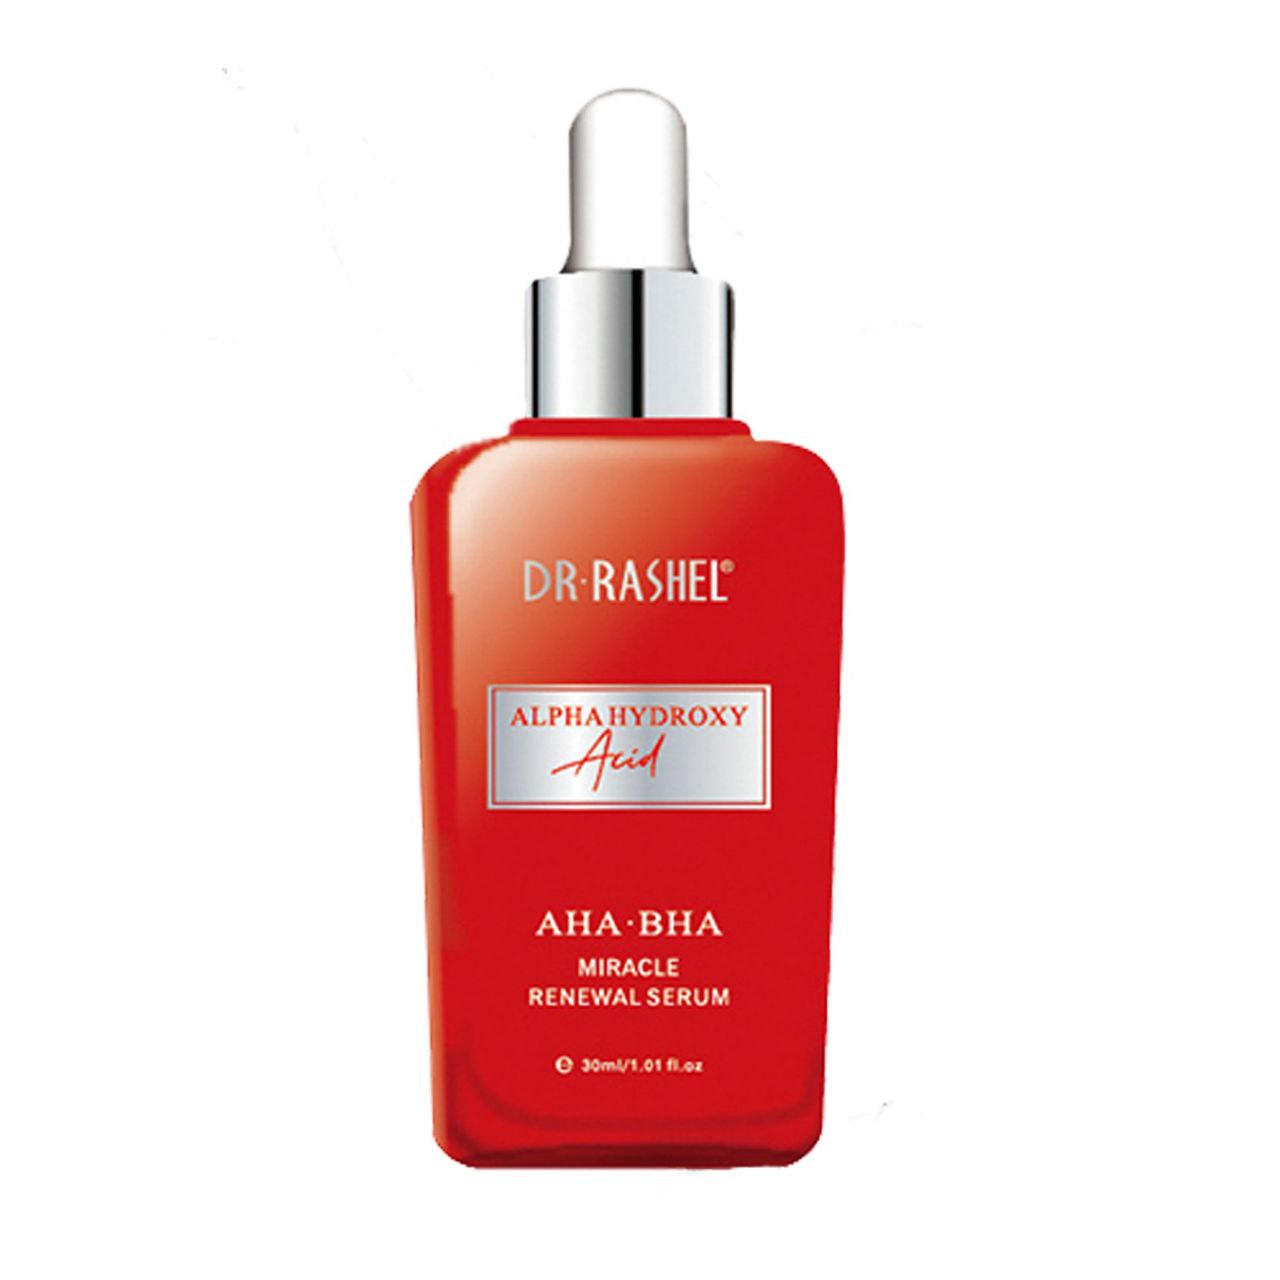 DR·RASHEL®
ALPHA HYDROXY
Acid
AHA·BHA
MIRACLE
RENEWAL SERUM
e 30ml/1.01 fl.oz